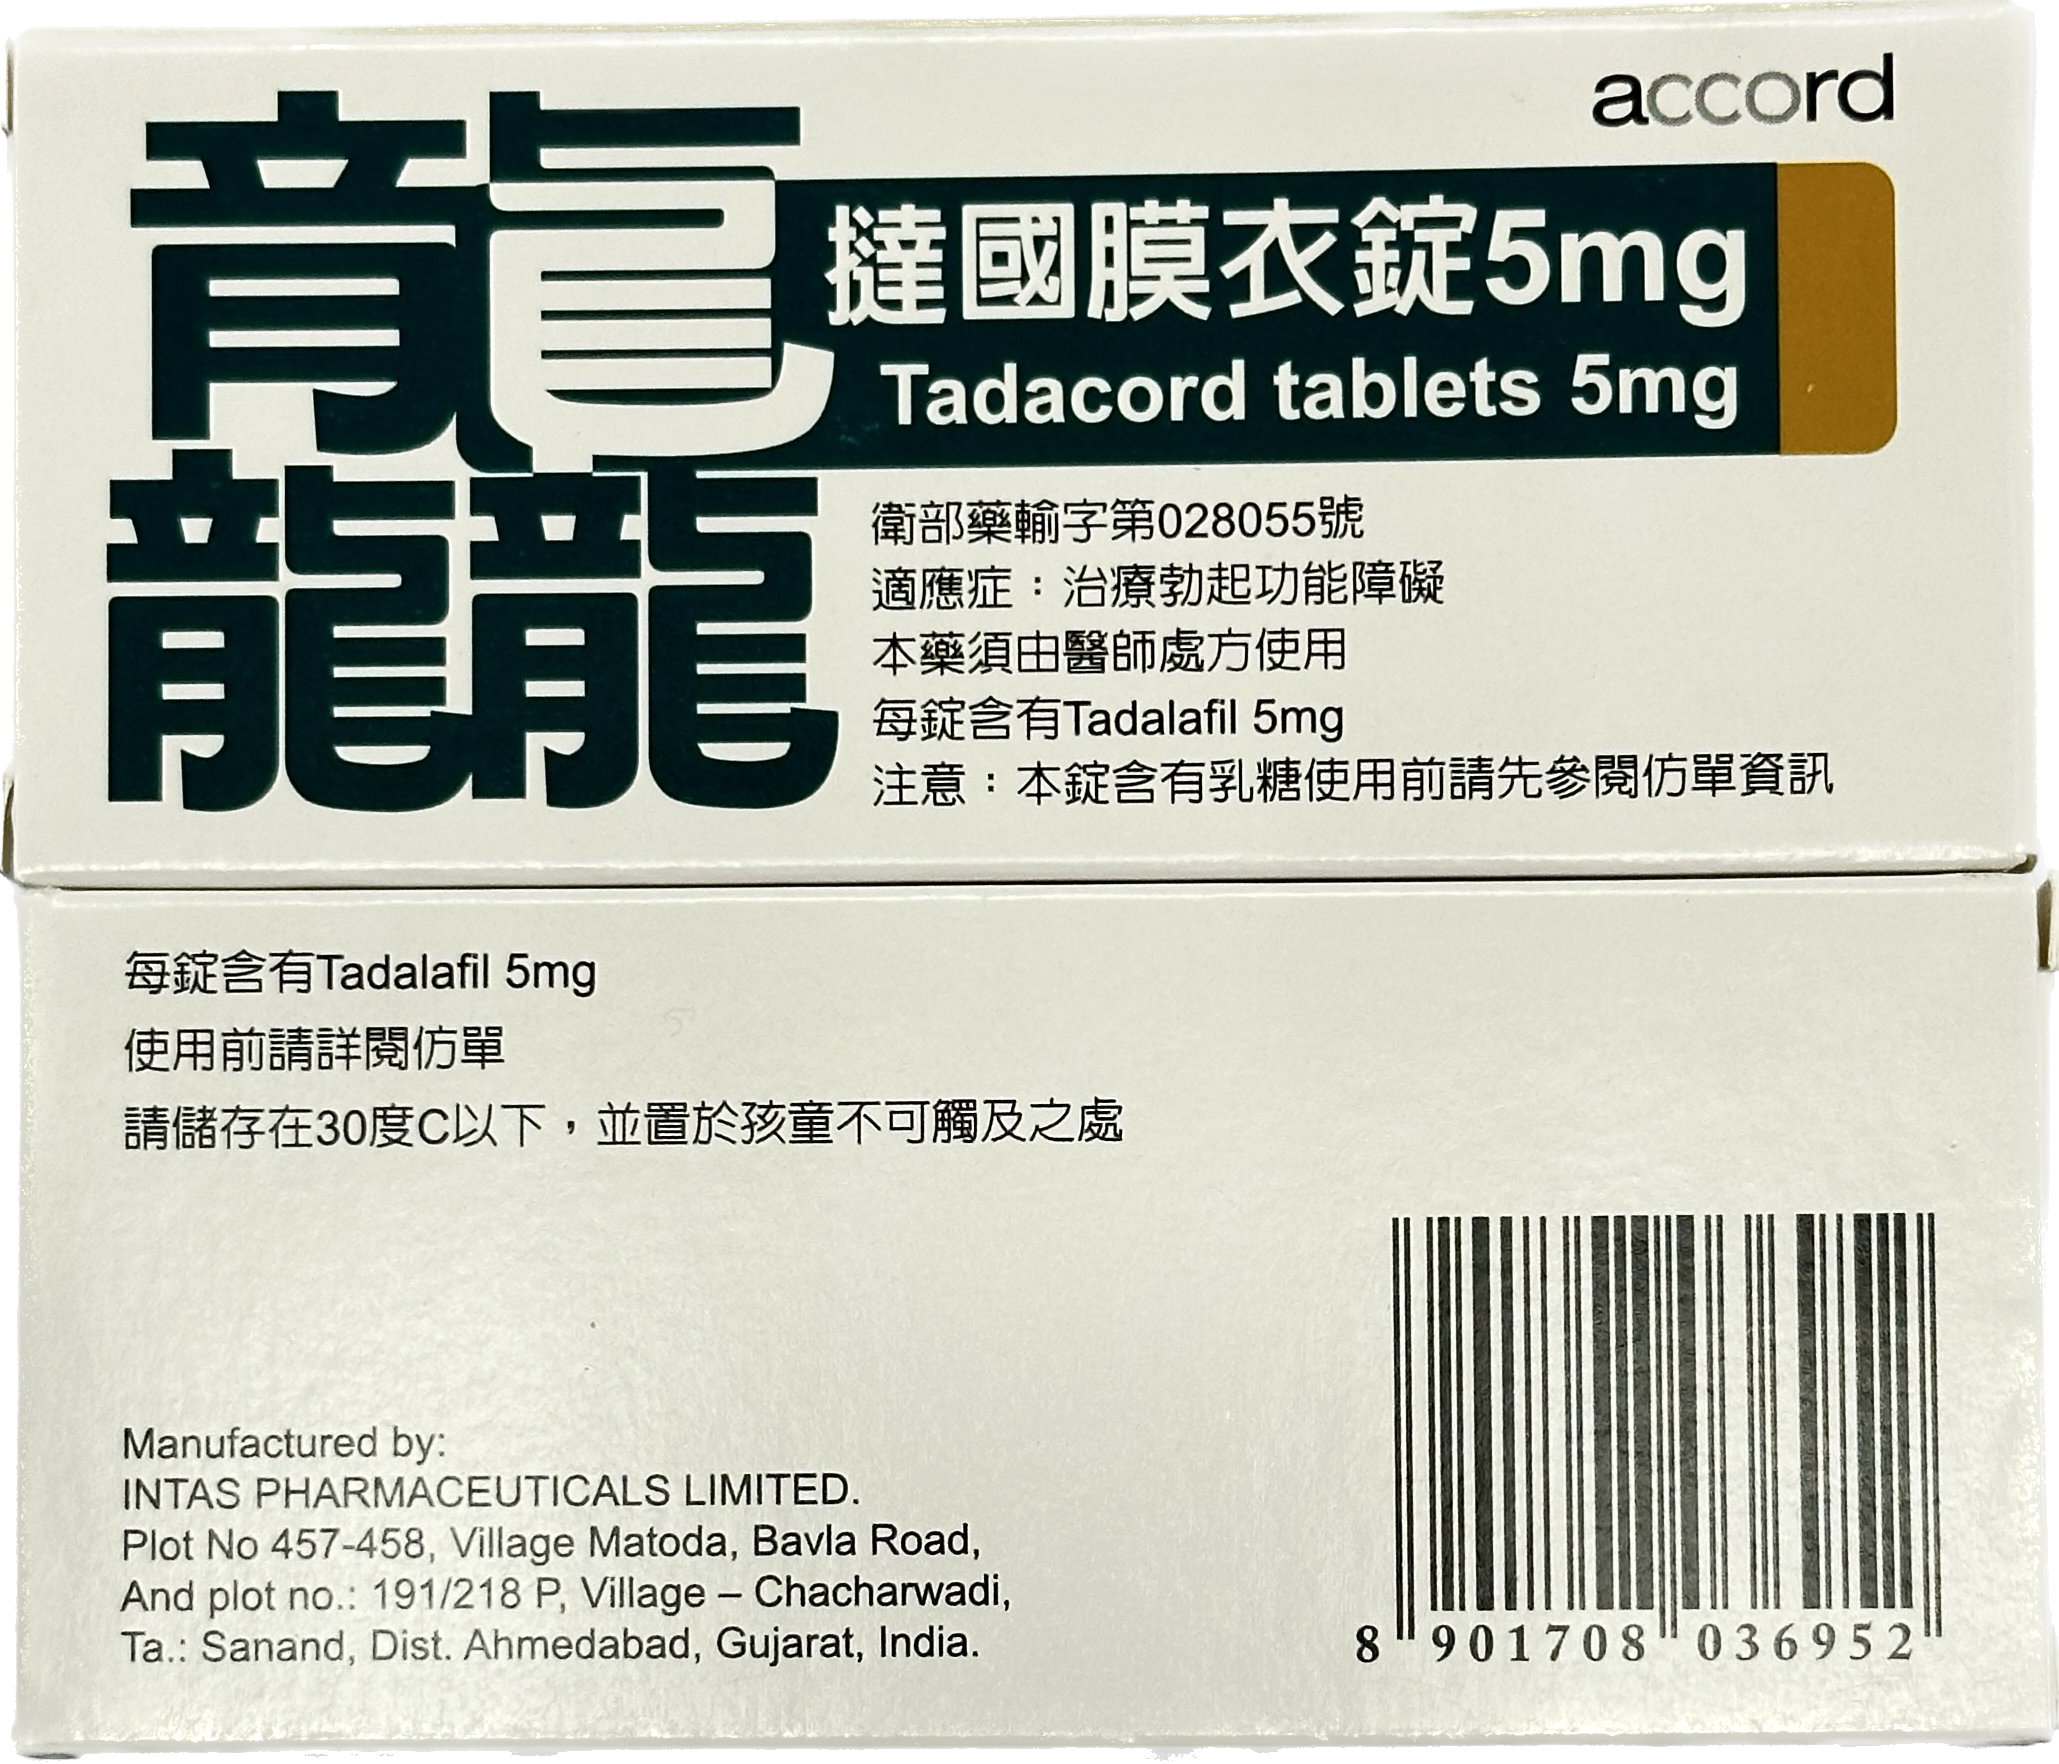 accord
龍
龍龍
撻國膜衣錠5mg
Tadacord tablets 5mg
衛部藥輸字第028055號
適應症：治療勃起功能障礙
本藥須由醫師處方使用
每錠含有Tadalafil 5mg
注意：本錠含有乳糖使用前請先參閱仿單資訊
每錠含有Tadalafil 5mg
使用前請詳閱仿單
請儲存在30度C以下，並置於孩童不可觸及之處
Manufactured by:
INTAS PHARMACEUTICALS LIMITED.
Plot No 457-458, Village Matoda, Bavla Road,
And plot no.: 191/218 P, Village – Chacharwadi,
Ta.: Sanand, Dist. Ahmedabad, Gujarat, India.
8 901708 036952